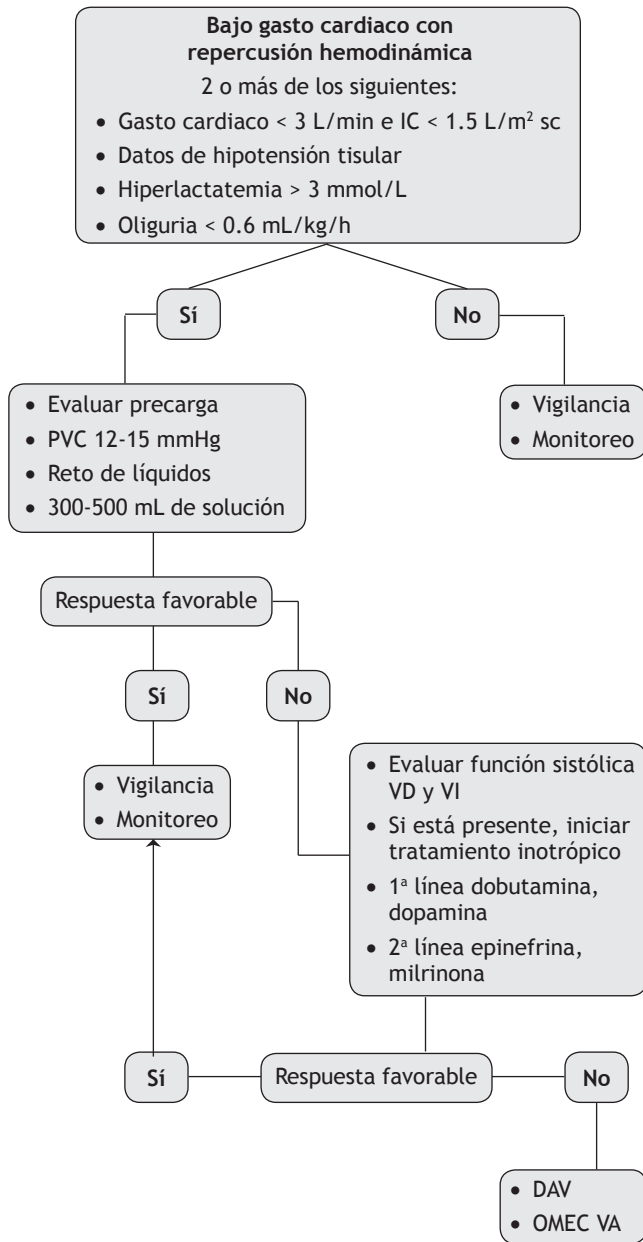 Bajo gasto cardiaco con
repercusión hemodinámica
2 o más de los siguientes:
• Gasto cardiaco < 3 L/min e IC < 1.5 L/m² sc
• Datos de hipotensión tisular
• Hiperlactatemia > 3 mmol/L
• Oliguria < 0.6 mL/kg/h
Sí
No
• Evaluar precarga
• PVC 12-15 mmHg
• Reto de líquidos
• 300-500 mL de solución
• Vigilancia
• Monitoreo
Respuesta favorable
Sí
No
• Vigilancia
• Monitoreo
• Evaluar función sistólica
VD y VI
• Si está presente, iniciar
tratamiento inotrópico
• 1ª línea dobutamina,
dopamina
• 2ª línea epinefrina,
milrinona
Sí
Respuesta favorable
No
• DAV
• OMEC VA